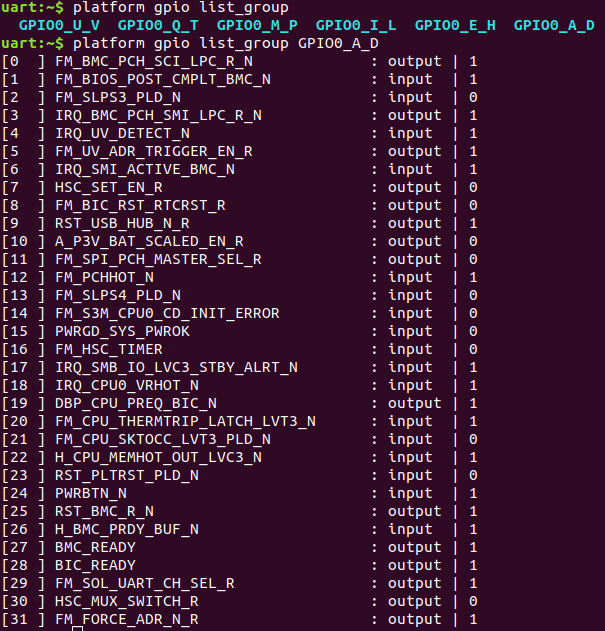 uart:~$ platform gpio list_group
GPIO0_U_V GPIO0_Q_T GPIO0_M_P GPIO0_I_L GPIO0_E_H GPIO0_A_D
uart:~$ platform gpio list_group GPIO0_A_D
[0  ] FM_BMC_PCH_SCI_LPC_R_N : output | 1
[1  ] FM_BIOS_POST_CMPLT_BMC_N : input | 1
[2  ] FM_SLPS3_PLD_N : input | 0
[3  ] IRQ_BMC_PCH_SMI_LPC_R_N : output | 1
[4  ] IRQ_UV_DETECT_N : input | 1
[5  ] FM_UV_ADR_TRIGGER_EN_R : output | 1
[6  ] IRQ_SMI_ACTIVE_BMC_N : input | 1
[7  ] HSC_SET_EN_R : output | 0
[8  ] FM_BIC_RST_RTCRST_R : output | 0
[9  ] RST_USB_HUB_N_R : output | 1
[10 ] A_P3V_BAT_SCALED_EN_R : output | 0
[11 ] FM_SPI_PCH_MASTER_SEL_R : output | 0
[12 ] FM_PCHHOT_N : input | 1
[13 ] FM_SLPS4_PLD_N : input | 0
[14 ] FM_S3M_CPU0_CD_INIT_ERROR : input | 0
[15 ] PWRGD_SYS_PWROK : input | 0
[16 ] FM_HSC_TIMER : input | 0
[17 ] IRQ_SMB_IO_LVC3_STBY_ALRT_N : input | 1
[18 ] IRQ_CPU0_VRHOT_N : input | 1
[19 ] DBP_CPU_PREQ_BIC_N : output | 1
[20 ] FM_CPU_THERMTRIP_LATCH_LVT3_N : input | 1
[21 ] FM_CPU_SKTOCC_LVT3_PLD_N : input | 0
[22 ] H_CPU_MEMHOT_OUT_LVC3_N : input | 1
[23 ] RST_PLTRST_PLD_N : input | 0
[24 ] PWRBTN_N : input | 1
[25 ] RST_BMC_R_N : output | 1
[26 ] H_BMC_PRDY_BUF_N : input | 1
[27 ] BMC_READY : output | 1
[28 ] BIC_READY : output | 1
[29 ] FM_SOL_UART_CH_SEL_R : output | 1
[30 ] HSC_MUX_SWITCH_R : output | 0
[31 ] FM_FORCE_ADR_N_R : output | 1